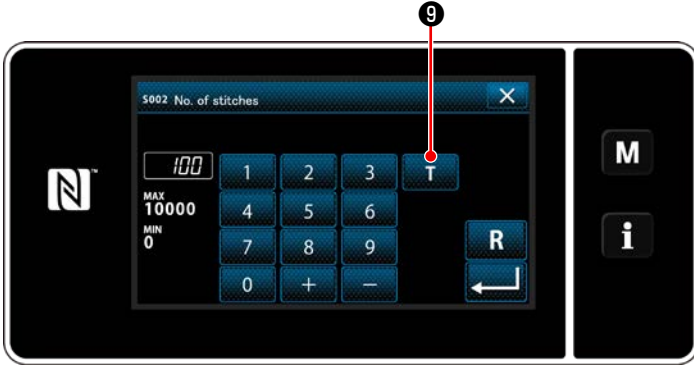 9
S002 No. of stitches ×
100
1 2 3 T
MAX
10000
4 5 6
MIN
0
7 8 9
R
0 + −
M
i
N